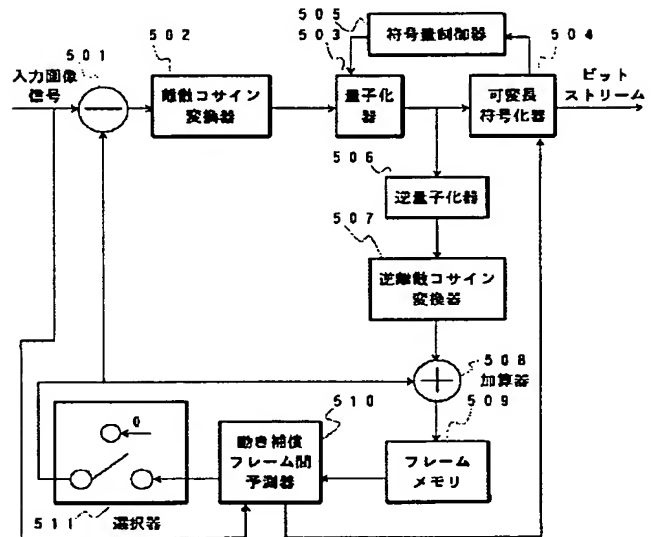 505
501
502
503
符号量制御器
504
入力画像
信号
離散コサイン
変換器
量子化
器
可変長
符号化器
ビット
ストリーム
506
逆量子化器
507
逆離散コサイン
変換器
508
加算器
509
510
0
動き補償
フレーム間
予測器
フレーム
メモリ
511
選択器